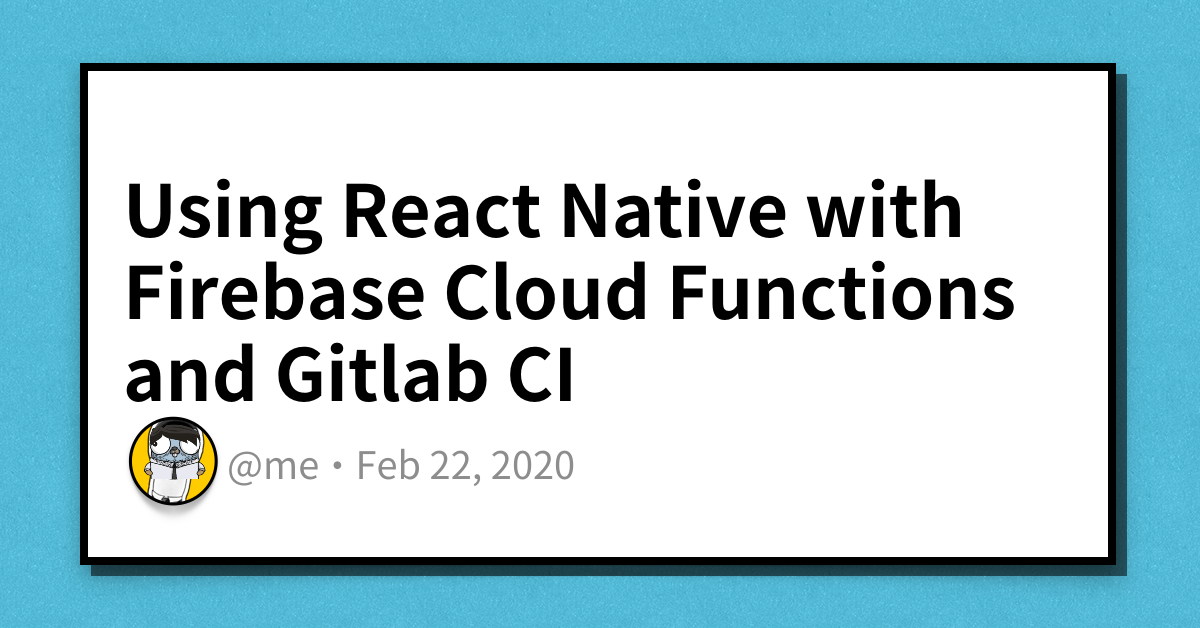 Using React Native with
Firebase Cloud Functions
and Gitlab CI
@me • Feb 22, 2020